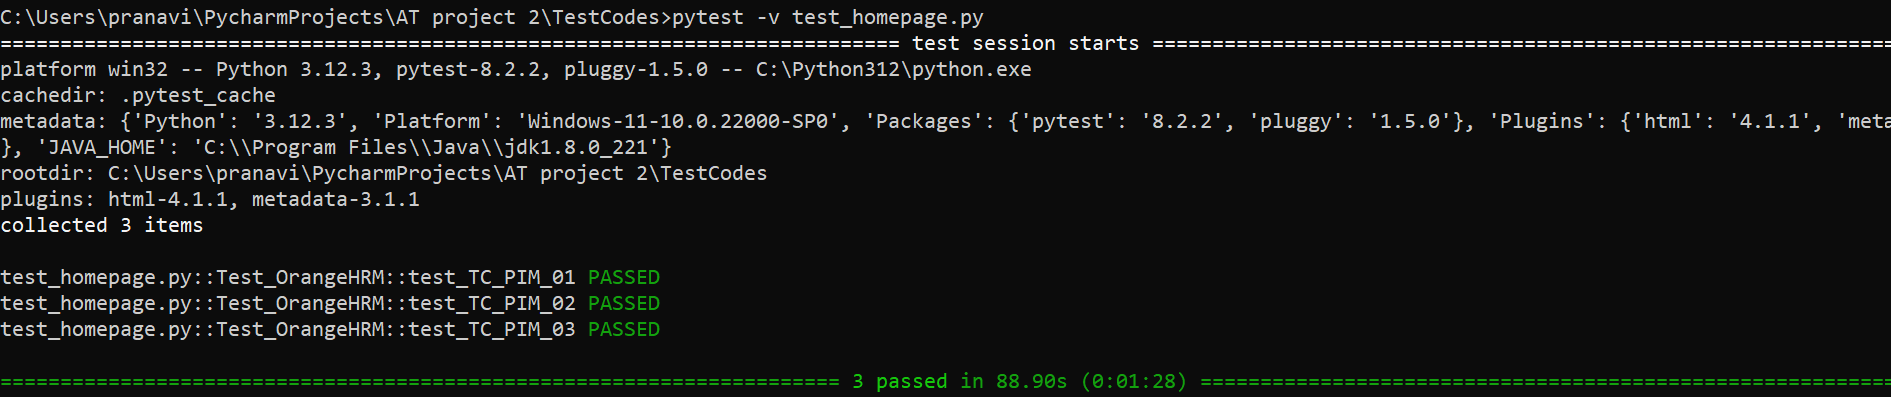 C:\Users\pranavi\PycharmProjects\AT project 2\TestCodes>pytest -v test_homepage.py
=========================================================================== test session starts ==============================================================
platform win32 -- Python 3.12.3, pytest-8.2.2, pluggy-1.5.0 -- C:\Python312\python.exe
cachedir: .pytest_cache
metadata: {'Python': '3.12.3', 'Platform': 'Windows-11-10.0.22000-SP0', 'Packages': {'pytest': '8.2.2', 'pluggy': '1.5.0'}, 'Plugins': {'html': '4.1.1', 'meta
}, 'JAVA_HOME': 'C:\\Program Files\\Java\\jdk1.8.0_221'}
rootdir: C:\Users\pranavi\PycharmProjects\AT project 2\TestCodes
plugins: html-4.1.1, metadata-3.1.1
collected 3 items

test_homepage.py::Test_OrangeHRM::test_TC_PIM_01 PASSED
test_homepage.py::Test_OrangeHRM::test_TC_PIM_02 PASSED
test_homepage.py::Test_OrangeHRM::test_TC_PIM_03 PASSED

====================================================================== 3 passed in 88.90s (0:01:28) ==========================================================